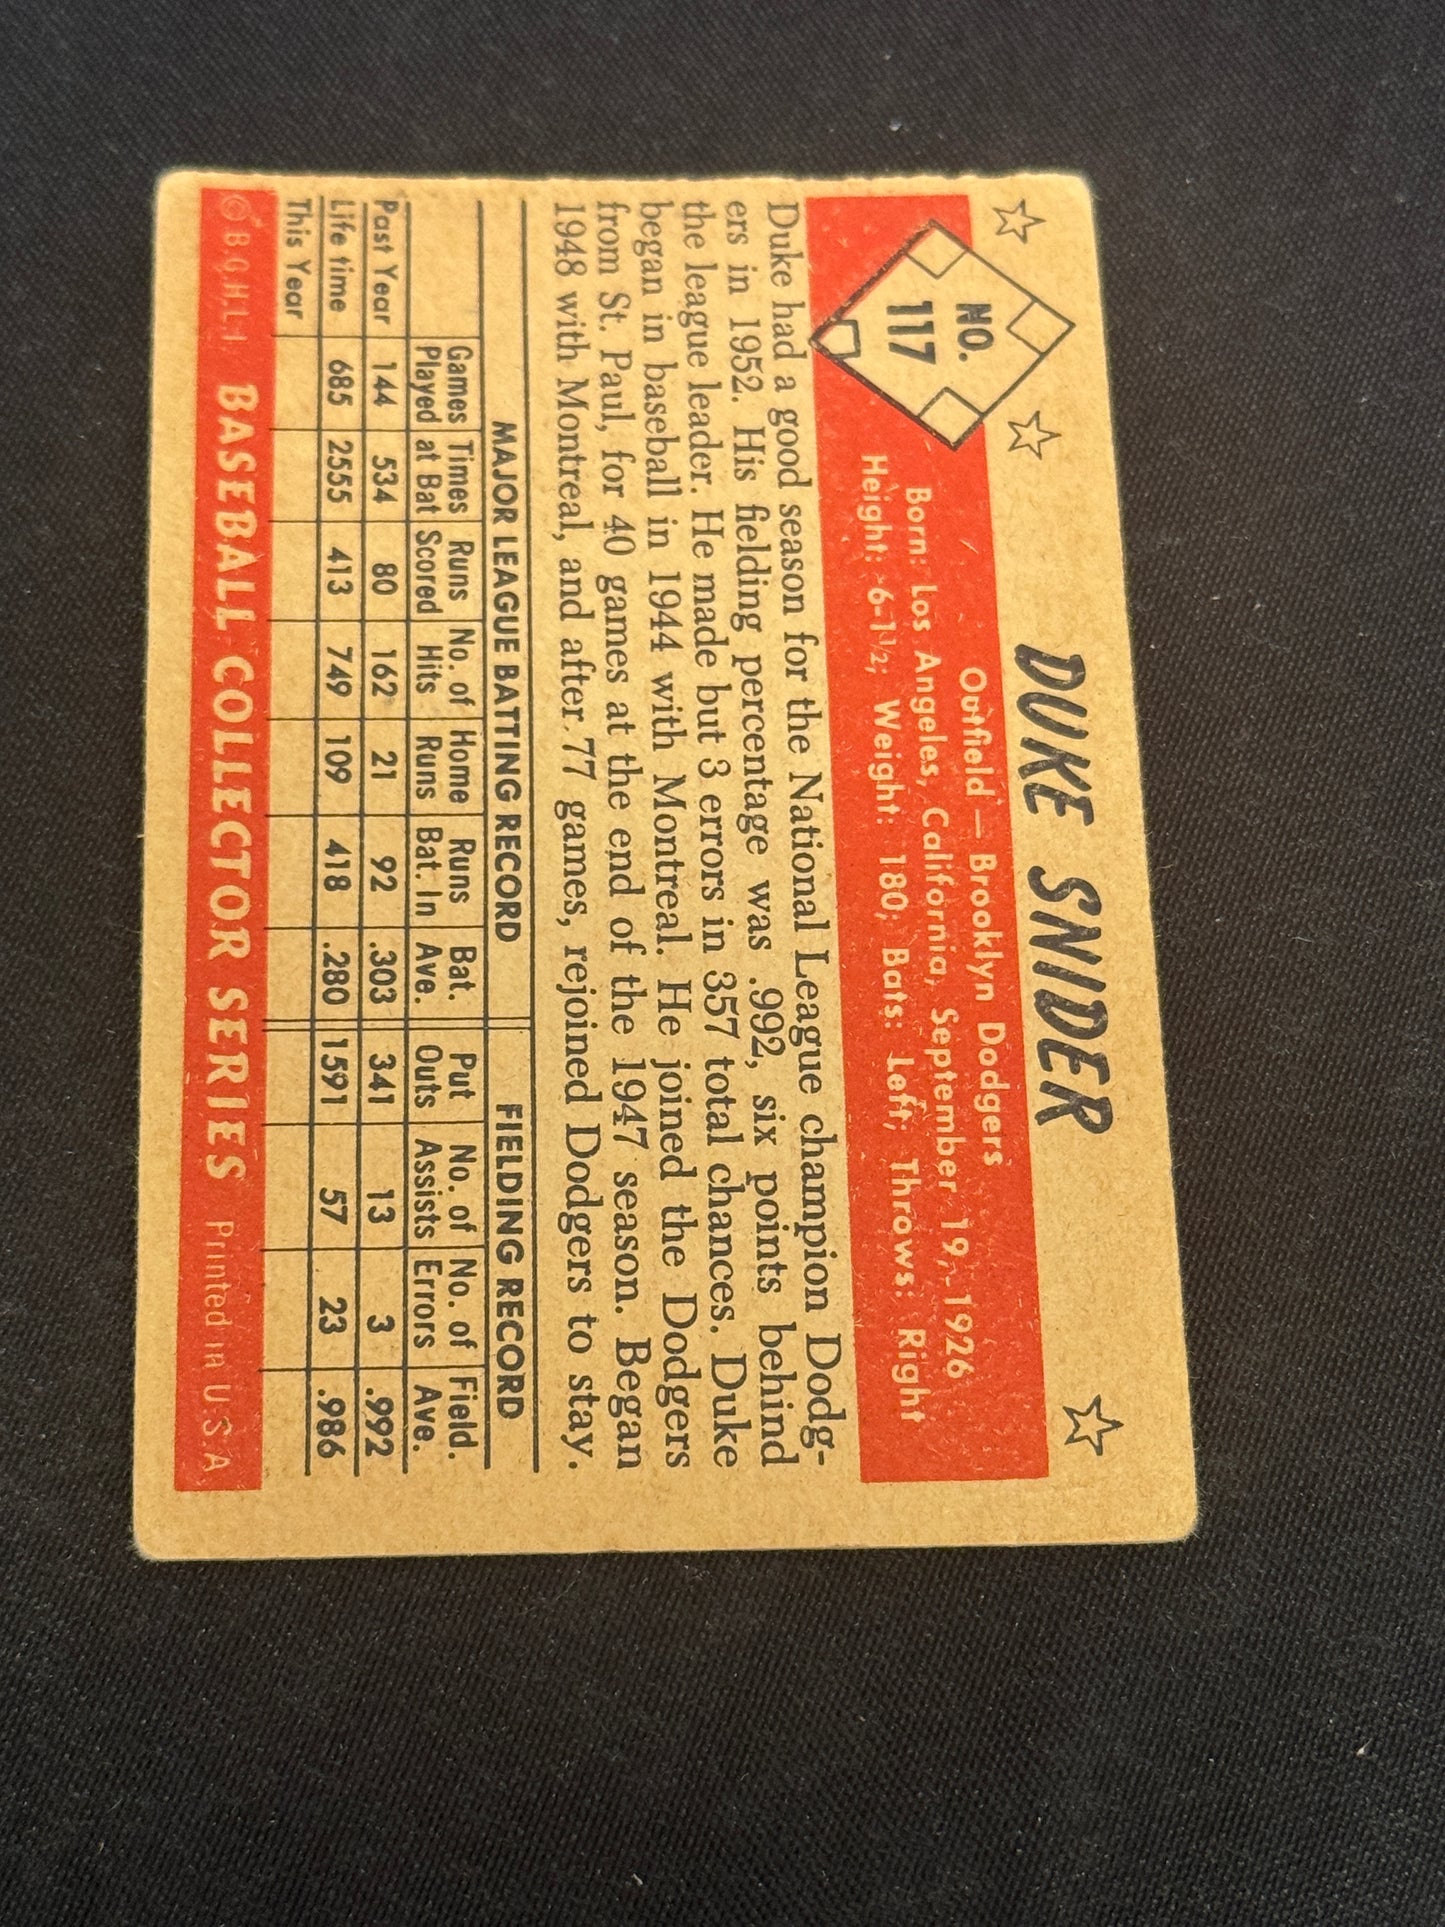 DUKE SNIDER
NO.
117
Outfield — Brooklyn Dodgers
Born: Los Angeles, California, September 19, 1926
Height: 6-1½; Weight: 180; Bats: Left; Throws: Right
Duke had a good season for the National League champion Dodg-
ers in 1952. His fielding percentage was .992, six points behind
the league leader. He made but 3 errors in 357 total chances. Duke
began in baseball in 1944 with Montreal. He joined the Dodgers
from St. Paul, for 40 games at the end of the 1947 season. Began
1948 with Montreal, and after 77 games, rejoined Dodgers to stay.
MAJOR LEAGUE BATTING RECORD FIELDING RECORD
Games Times Runs No. of Home Runs Bat. Put No. of No. of Field.
Played at Bat Scored Hits Runs Bat. In Ave. Outs Assists Errors Ave.
Past Year 144 534 80 162 21 92 .303 341 13 3 .992
Life time 685 2555 413 749 109 418 .280 1591 57 23 .986
This Year
© B.G.H.L.I. BASEBALL COLLECTOR SERIES Printed in U.S.A